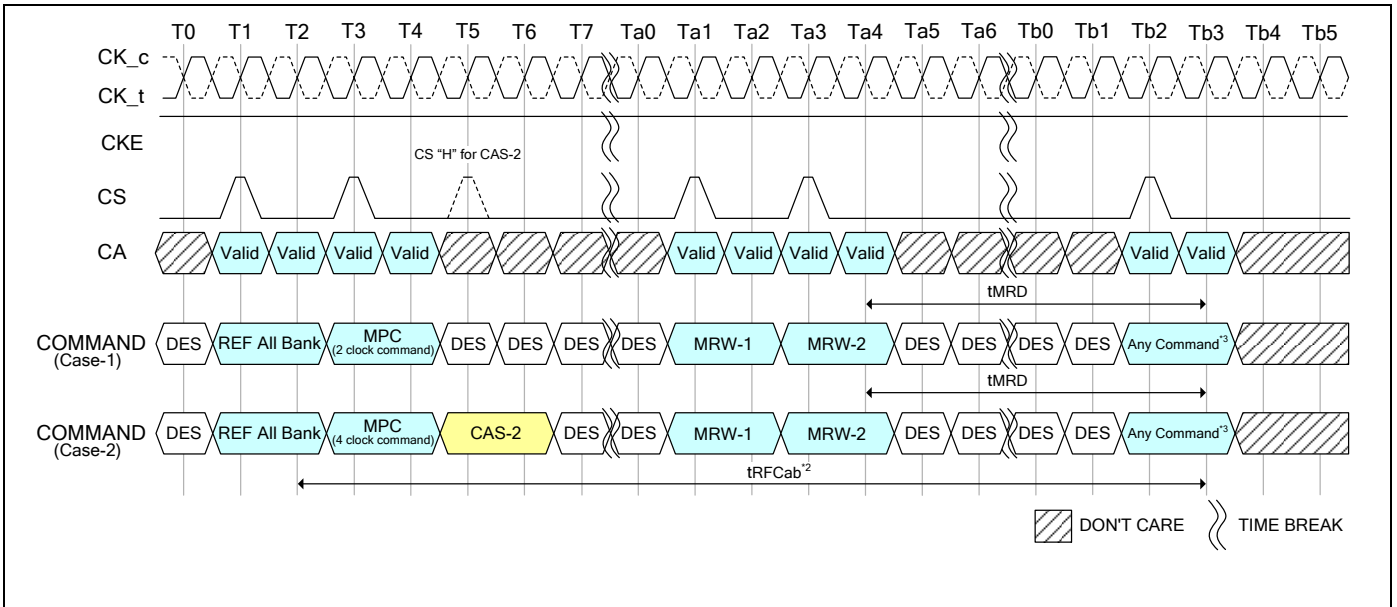 T0 T1 T2 T3 T4 T5 T6 T7 Ta0 Ta1 Ta2 Ta3 Ta4 Ta5 Ta6 Tb0 Tb1 Tb2 Tb3 Tb4 Tb5
CK_c
CK_t
CKE
CS "H" for CAS-2
CS
CA Valid Valid Valid Valid Valid Valid Valid Valid Valid Valid
tMRD
COMMAND
(Case-1)
DES REF All Bank MPC (2 clock command) DES DES DES DES MRW-1 MRW-2 DES DES DES DES Any Command*3
tMRD
COMMAND
(Case-2)
DES REF All Bank MPC (4 clock command) CAS-2 DES DES MRW-1 MRW-2 DES DES DES DES Any Command*3
tRFCab*2
DON'T CARE TIME BREAK